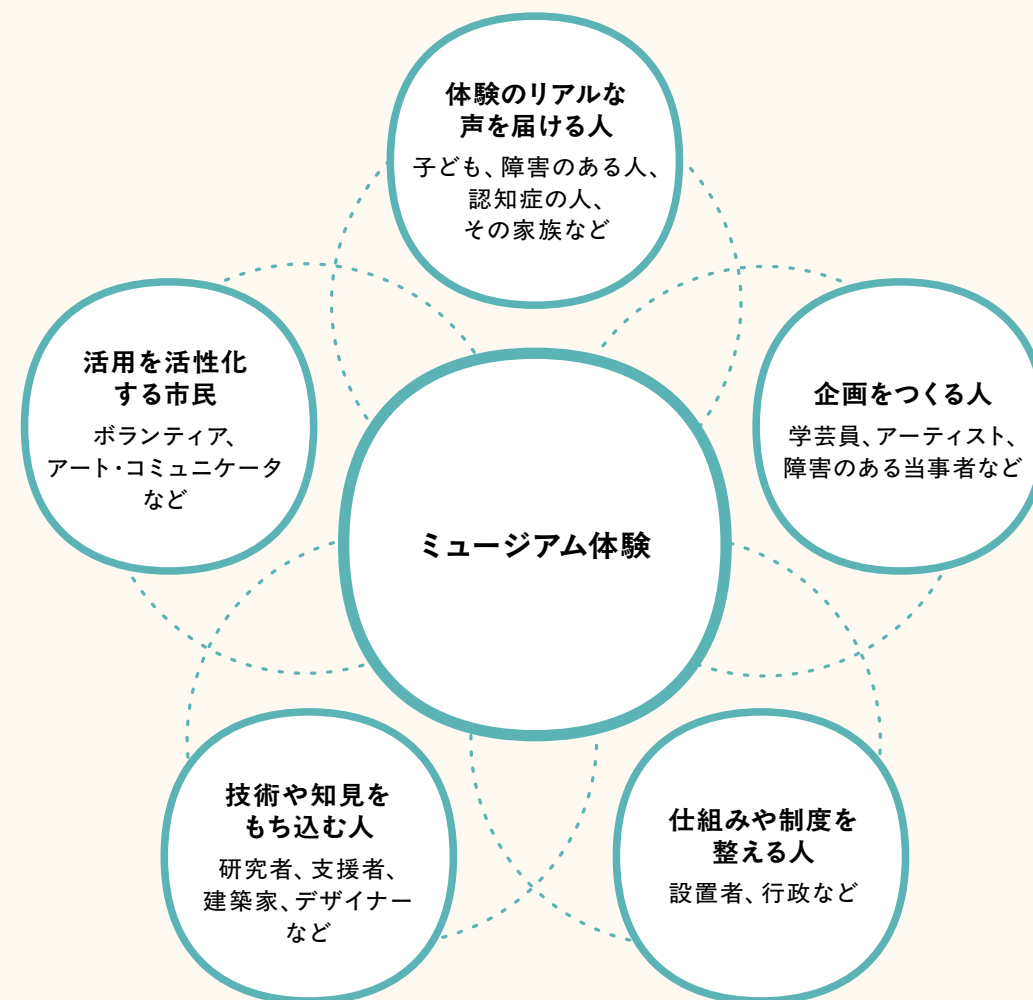 体験のリアルな
声を届ける人
子ども、障害のある人、
認知症の人、
その家族など
活用を活性化
する市民
ボランティア、
アート・コミュニケータ
など
企画をつくる人
学芸員、アーティスト、
障害のある当事者など
ミュージアム体験
技術や知見を
もち込む人
研究者、支援者、
建築家、デザイナー
など
仕組みや制度を
整える人
設置者、行政など